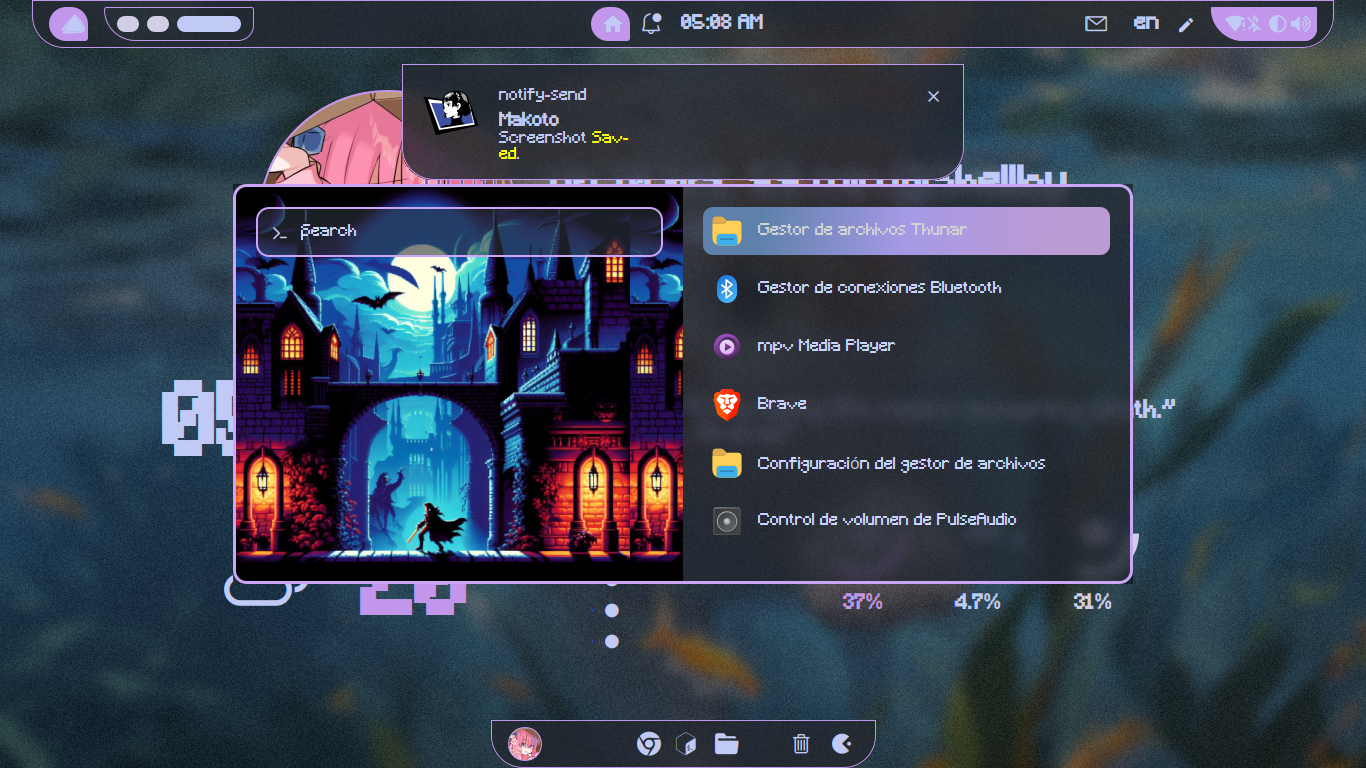 05:08 AM
en
notify-send
Makoto
Screenshot Sav-
ed.
Search
Gestor de archivos Thunar
Gestor de conexiones Bluetooth
mpv Media Player
Brave
th."
Configuración del gestor de archivos
Control de volumen de PulseAudio
37%
4.7%
31%